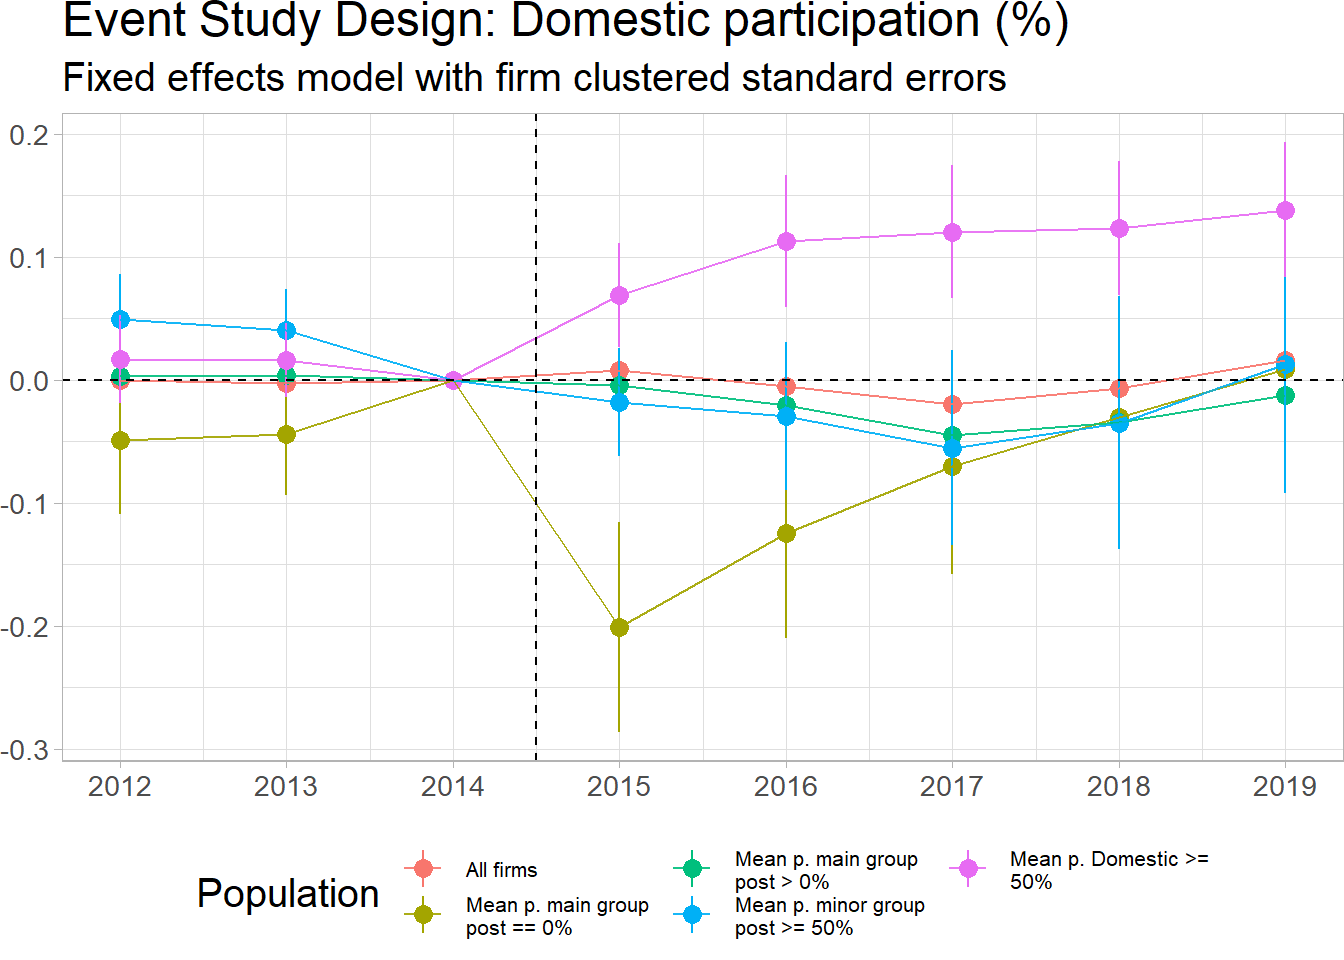 Event Study Design: Domestic participation (%)
Fixed effects model with firm clustered standard errors
0.2
0.1
0.0
-0.1
-0.2
-0.3
2012 2013 2014 2015 2016 2017 2018 2019
Population
All firms
Mean p. main group
post == 0%
Mean p. main group
post > 0%
Mean p. minor group
post >= 50%
Mean p. Domestic >=
50%